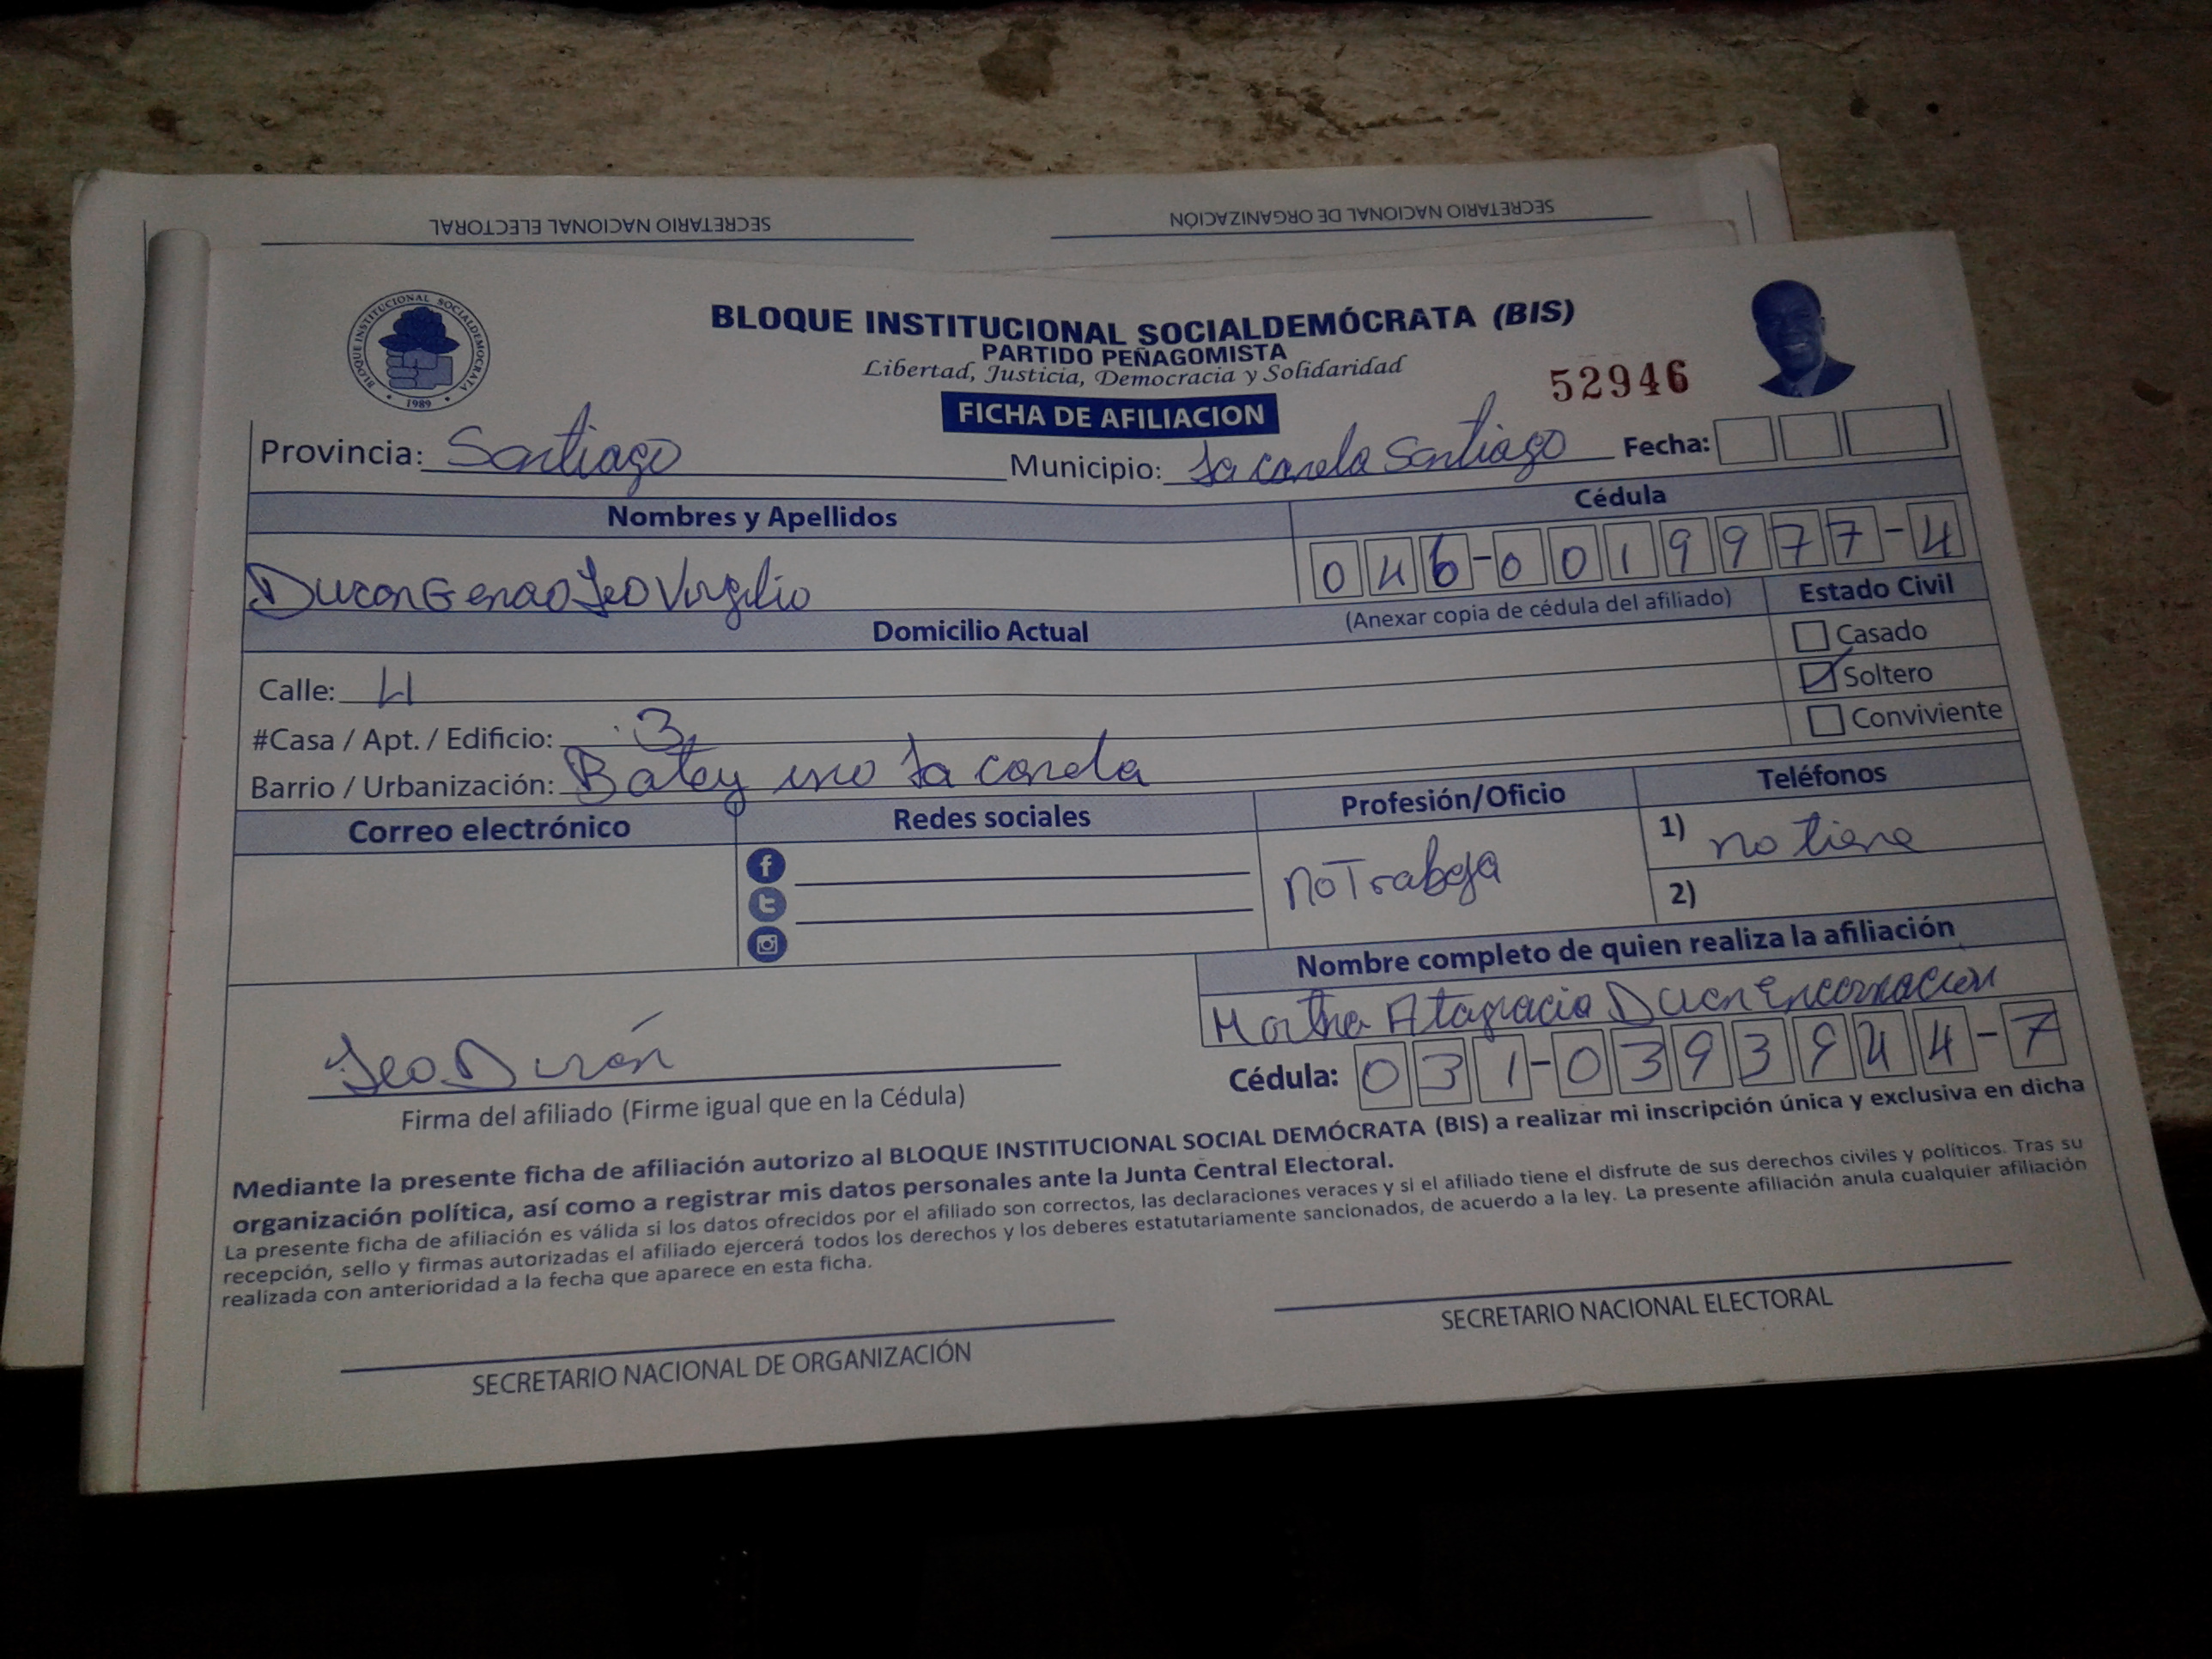 SECRETARIO NACIONAL DE ORGANIZACIÓN
SECRETARIO NACIONAL ELECTORAL
BLOQUE INSTITUCIONAL SOCIALDEMOCRATA
1989
BLOQUE INSTITUCIONAL SOCIALDEMÓCRATA (BIS)
PARTIDO PEÑAGOMISTA
Libertad, Justicia, Democracia y Solidaridad
52946
FICHA DE AFILIACION
Provincia: Santiago Municipio: La canela Santiago Fecha:
Nombres y Apellidos Cédula
Duran Genao Leo Virgilio 046-0019977-4
(Anexar copia de cédula del afiliado)
Domicilio Actual Estado Civil
Casado
Calle: 4 Soltero
#Casa / Apt. / Edificio: 3 Conviviente
Barrio / Urbanización: Batey uno La canela
Correo electrónico Redes sociales Profesión/Oficio Teléfonos
no Trabaja 1) no tiene
2)
Nombre completo de quien realiza la afiliación
Martha Altagracia Duran Encarnacion
Leo Durán Cédula: 031-0393944-7
Firma del afiliado (Firme igual que en la Cédula)
Mediante la presente ficha de afiliación autorizo al BLOQUE INSTITUCIONAL SOCIAL DEMÓCRATA (BIS) a realizar mi inscripción única y exclusiva en dicha
organización política, así como a registrar mis datos personales ante la Junta Central Electoral.
La presente ficha de afiliación es válida si los datos ofrecidos por el afiliado son correctos, las declaraciones veraces y si el afiliado tiene el disfrute de sus derechos civiles y políticos. Tras su
recepción, sello y firmas autorizadas el afiliado ejercerá todos los derechos y los deberes estatutariamente sancionados, de acuerdo a la ley. La presente afiliación anula cualquier afiliación
realizada con anterioridad a la fecha que aparece en esta ficha.
SECRETARIO NACIONAL DE ORGANIZACIÓN
SECRETARIO NACIONAL ELECTORAL